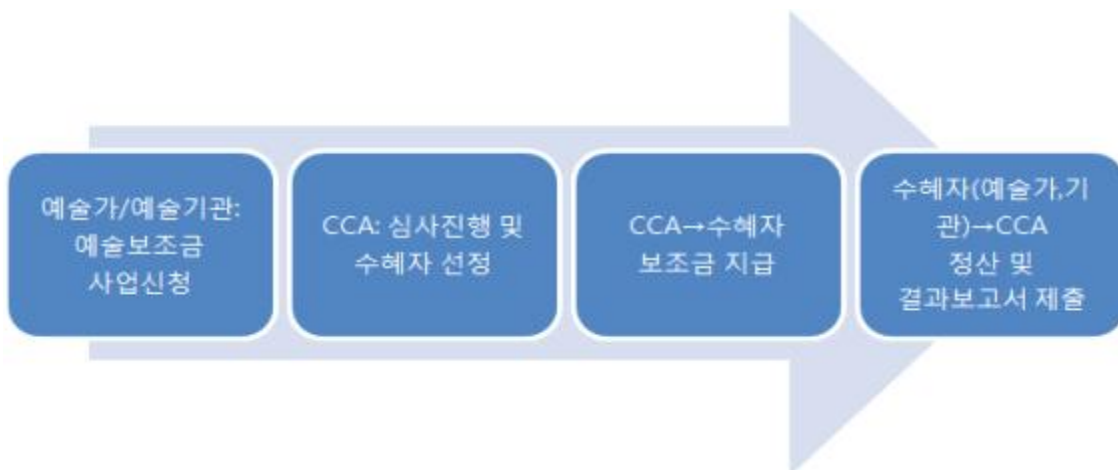 예술가/예술기관:
예술보조금
사업신청
CCA: 심사진행 및
수혜자 선정
CCA→수혜자
보조금 지급
수혜자(예술가,기
관)→CCA
정산 및
결과보고서 제출